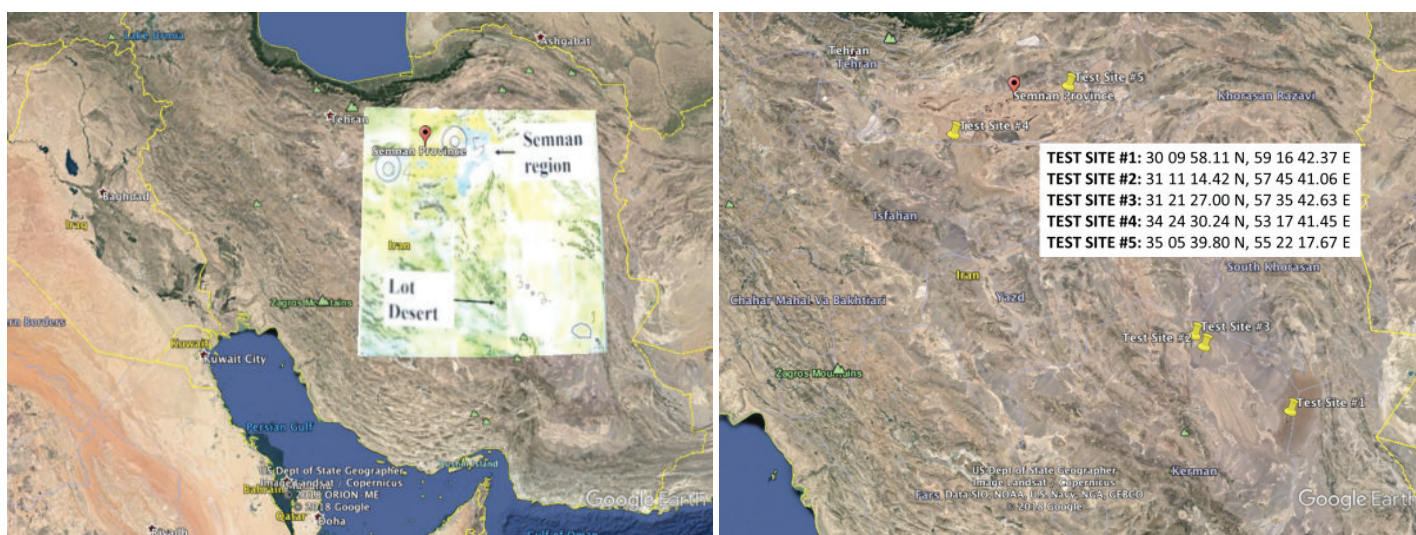 Lake Urmia
Ashgabat
Tehran
Semnan Province
Semnan
region
Baghdad
Iraq
Iran
Lot
Desert
Zagros Mountains
ern Borders
Kuwait
Kuwait City
Persian Gulf
US Dept of State Geographer
Image Landsat / Copernicus
© 2018 ORION-ME
© 2018 Google
Bahrain
Qatar
Doha
Riyadh
Gulf of Oman
Google Earth
Tehran
Tehran
Test Site #5
Semnan Province
Khorasan Razavi
Test Site #4
TEST SITE #1: 30 09 58.11 N, 59 16 42.37 E
TEST SITE #2: 31 11 14.42 N, 57 45 41.06 E
TEST SITE #3: 31 21 27.00 N, 57 35 42.63 E
TEST SITE #4: 34 24 30.24 N, 53 17 41.45 E
TEST SITE #5: 35 05 39.80 N, 55 22 17.67 E
Isfahan
South Khorasan
Iran
Yazd
Chahar Mahal Va Bakhtiari
Test Site #3
Test Site #2
Zagros Mountains
Test Site #1
Kerman
US Dept of State Geographer
Image Landsat / Copernicus
Fars
Data SIO, NOAA, U.S. Navy, NGA, GEBCO
© 2018 Google
Google Earth